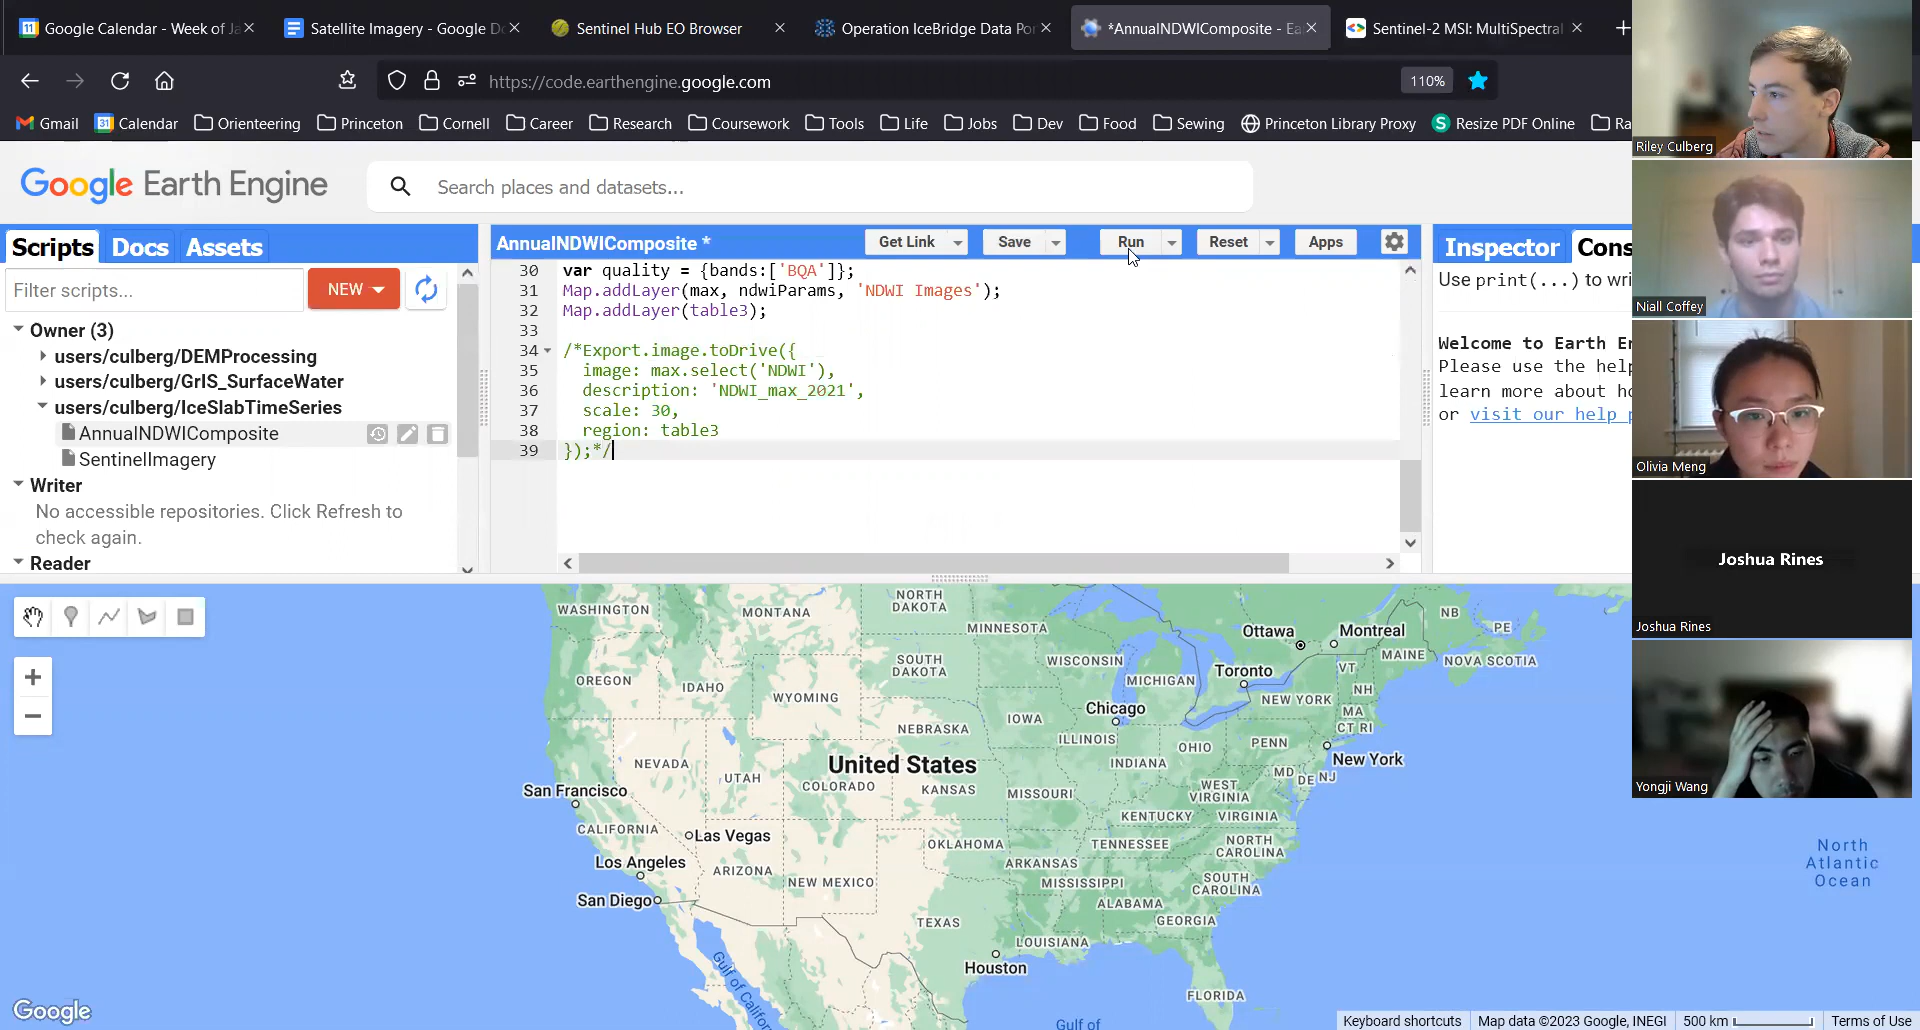 Google Calendar - Week of Ja
Satellite Imagery - Google D
Sentinel Hub EO Browser
Operation IceBridge Data Po
*AnnualNDWIComposite - Ea
Sentinel-2 MSI: MultiSpectral
https://code.earthengine.google.com
110%
Gmail
Calendar
Orienteering
Princeton
Cornell
Career
Research
Coursework
Tools
Life
Jobs
Dev
Food
Sewing
Princeton Library Proxy
Resize PDF Online
Ra
Google Earth Engine
Search places and datasets...
Scripts Docs Assets
Filter scripts...
NEW
Owner (3)
users/culberg/DEMProcessing
users/culberg/GrIS_SurfaceWater
users/culberg/IceSlabTimeSeries
AnnualNDWIComposite
SentinelImagery
Writer
No accessible repositories. Click Refresh to
check again.
Reader
AnnualNDWIComposite *
Get Link
Save
Run
Reset
Apps
30 var quality = {bands:['BQA']};
31 Map.addLayer(max, ndwiParams, 'NDWI Images');
32 Map.addLayer(table3);
33
34 /*Export.image.toDrive({
35 image: max.select('NDWI'),
36 description: 'NDWI_max_2021',
37 scale: 30,
38 region: table3
39 });*/
Inspector Cons
Use print(...) to wri
Welcome to Earth En
Please use the help
learn more about ho
or visit our help p
Riley Culberg
Niall Coffey
Olivia Meng
Joshua Rines
Joshua Rines
Yongji Wang
WASHINGTON
MONTANA
NORTH
DAKOTA
MINNESOTA
OREGON
IDAHO
WYOMING
SOUTH
DAKOTA
WISCONSIN
MICHIGAN
Ottawa
Montreal
NB
PE
MAINE
NOVA SCOTIA
Toronto
VT
NH
NEW YORK
MA
CT RI
Chicago
IOWA
NEBRASKA
ILLINOIS
INDIANA
OHIO
PENN
New York
MD
DE
NJ
NEVADA
UTAH
COLORADO
United States
KANSAS
MISSOURI
WEST
VIRGINIA
KENTUCKY
VIRGINIA
San Francisco
CALIFORNIA
Las Vegas
Los Angeles
San Diego
ARIZONA
NEW MEXICO
OKLAHOMA
ARKANSAS
TENNESSEE
NORTH
CAROLINA
SOUTH
CAROLINA
MISSISSIPPI
ALABAMA
GEORGIA
TEXAS
LOUISIANA
Houston
FLORIDA
Gulf of Califor
Gulf of
North
Atlantic
Ocean
Google
Keyboard shortcuts
Map data ©2023 Google, INEGI
500 km
Terms of Use